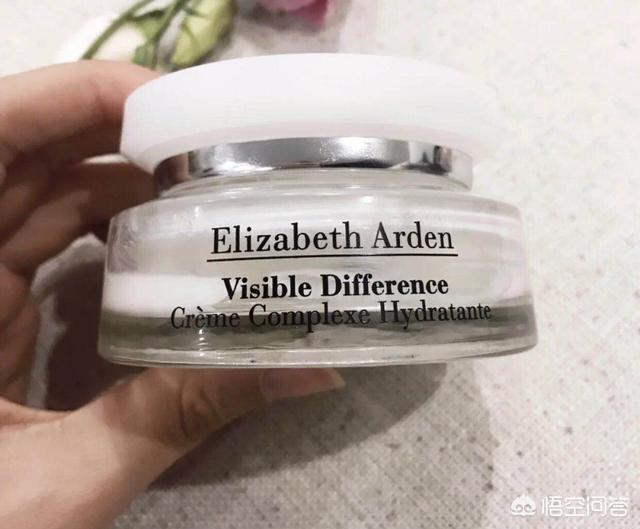 Elizabeth Arden
Visible Difference
Crème Complexe Hydratante
悟空问答